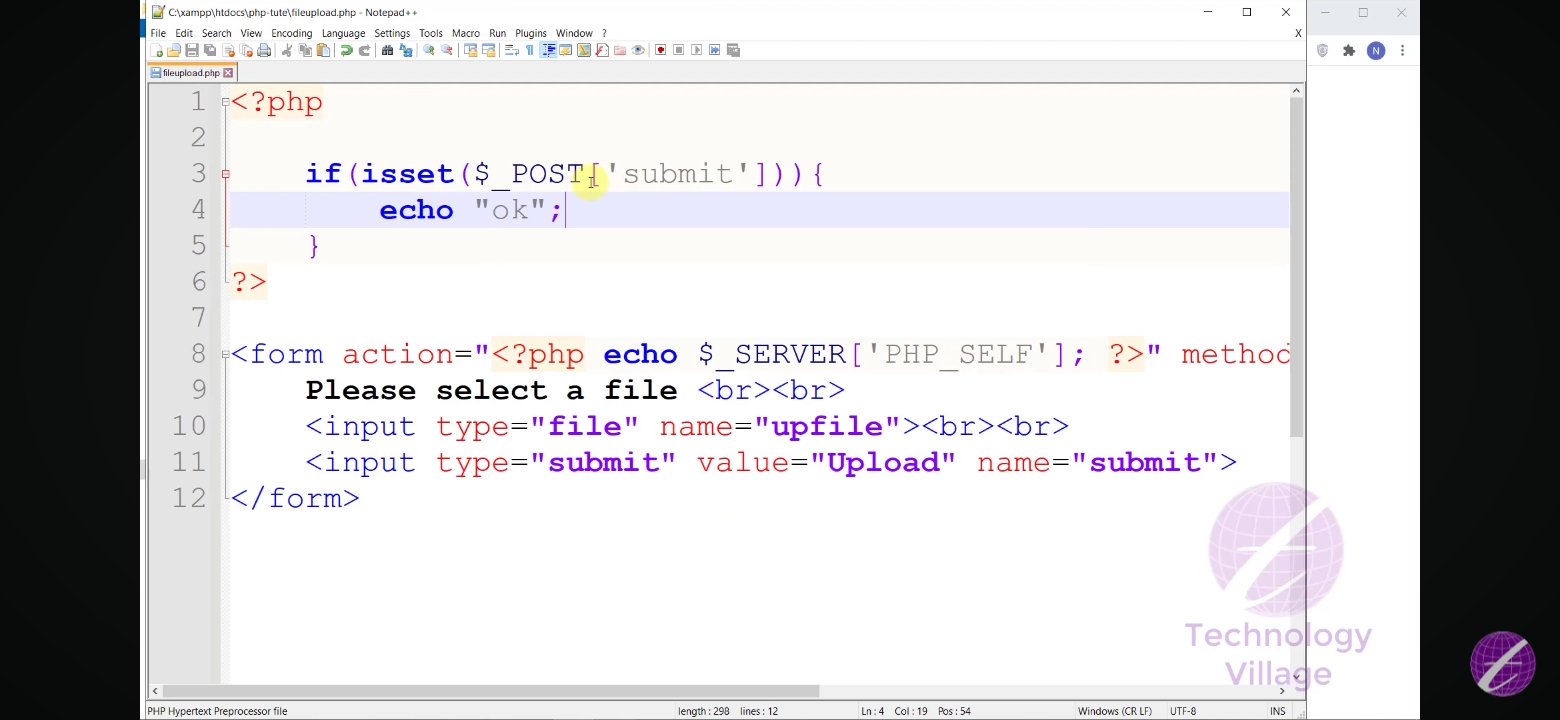 C:\xampp\htdocs\php-tute\fileupload.php - Notepad++
File Edit Search View Encoding Language Settings Tools Macro Run Plugins Window ?
X
fileupload.php
N
1 <?php
2
3 if(isset($_POST['submit'])){
4 echo "ok";
5 }
6 ?>
7
8 <form action="<?php echo $_SERVER['PHP_SELF']; ?>" method
9 Please select a file <br><br>
10 <input type="file" name="upfile"><br><br>
11 <input type="submit" value="Upload" name="submit">
12 </form>
Technology
Village
PHP Hypertext Preprocessor file length : 298 lines : 12 Ln : 4 Col : 19 Pos : 54 Windows (CR LF) UTF-8 INS